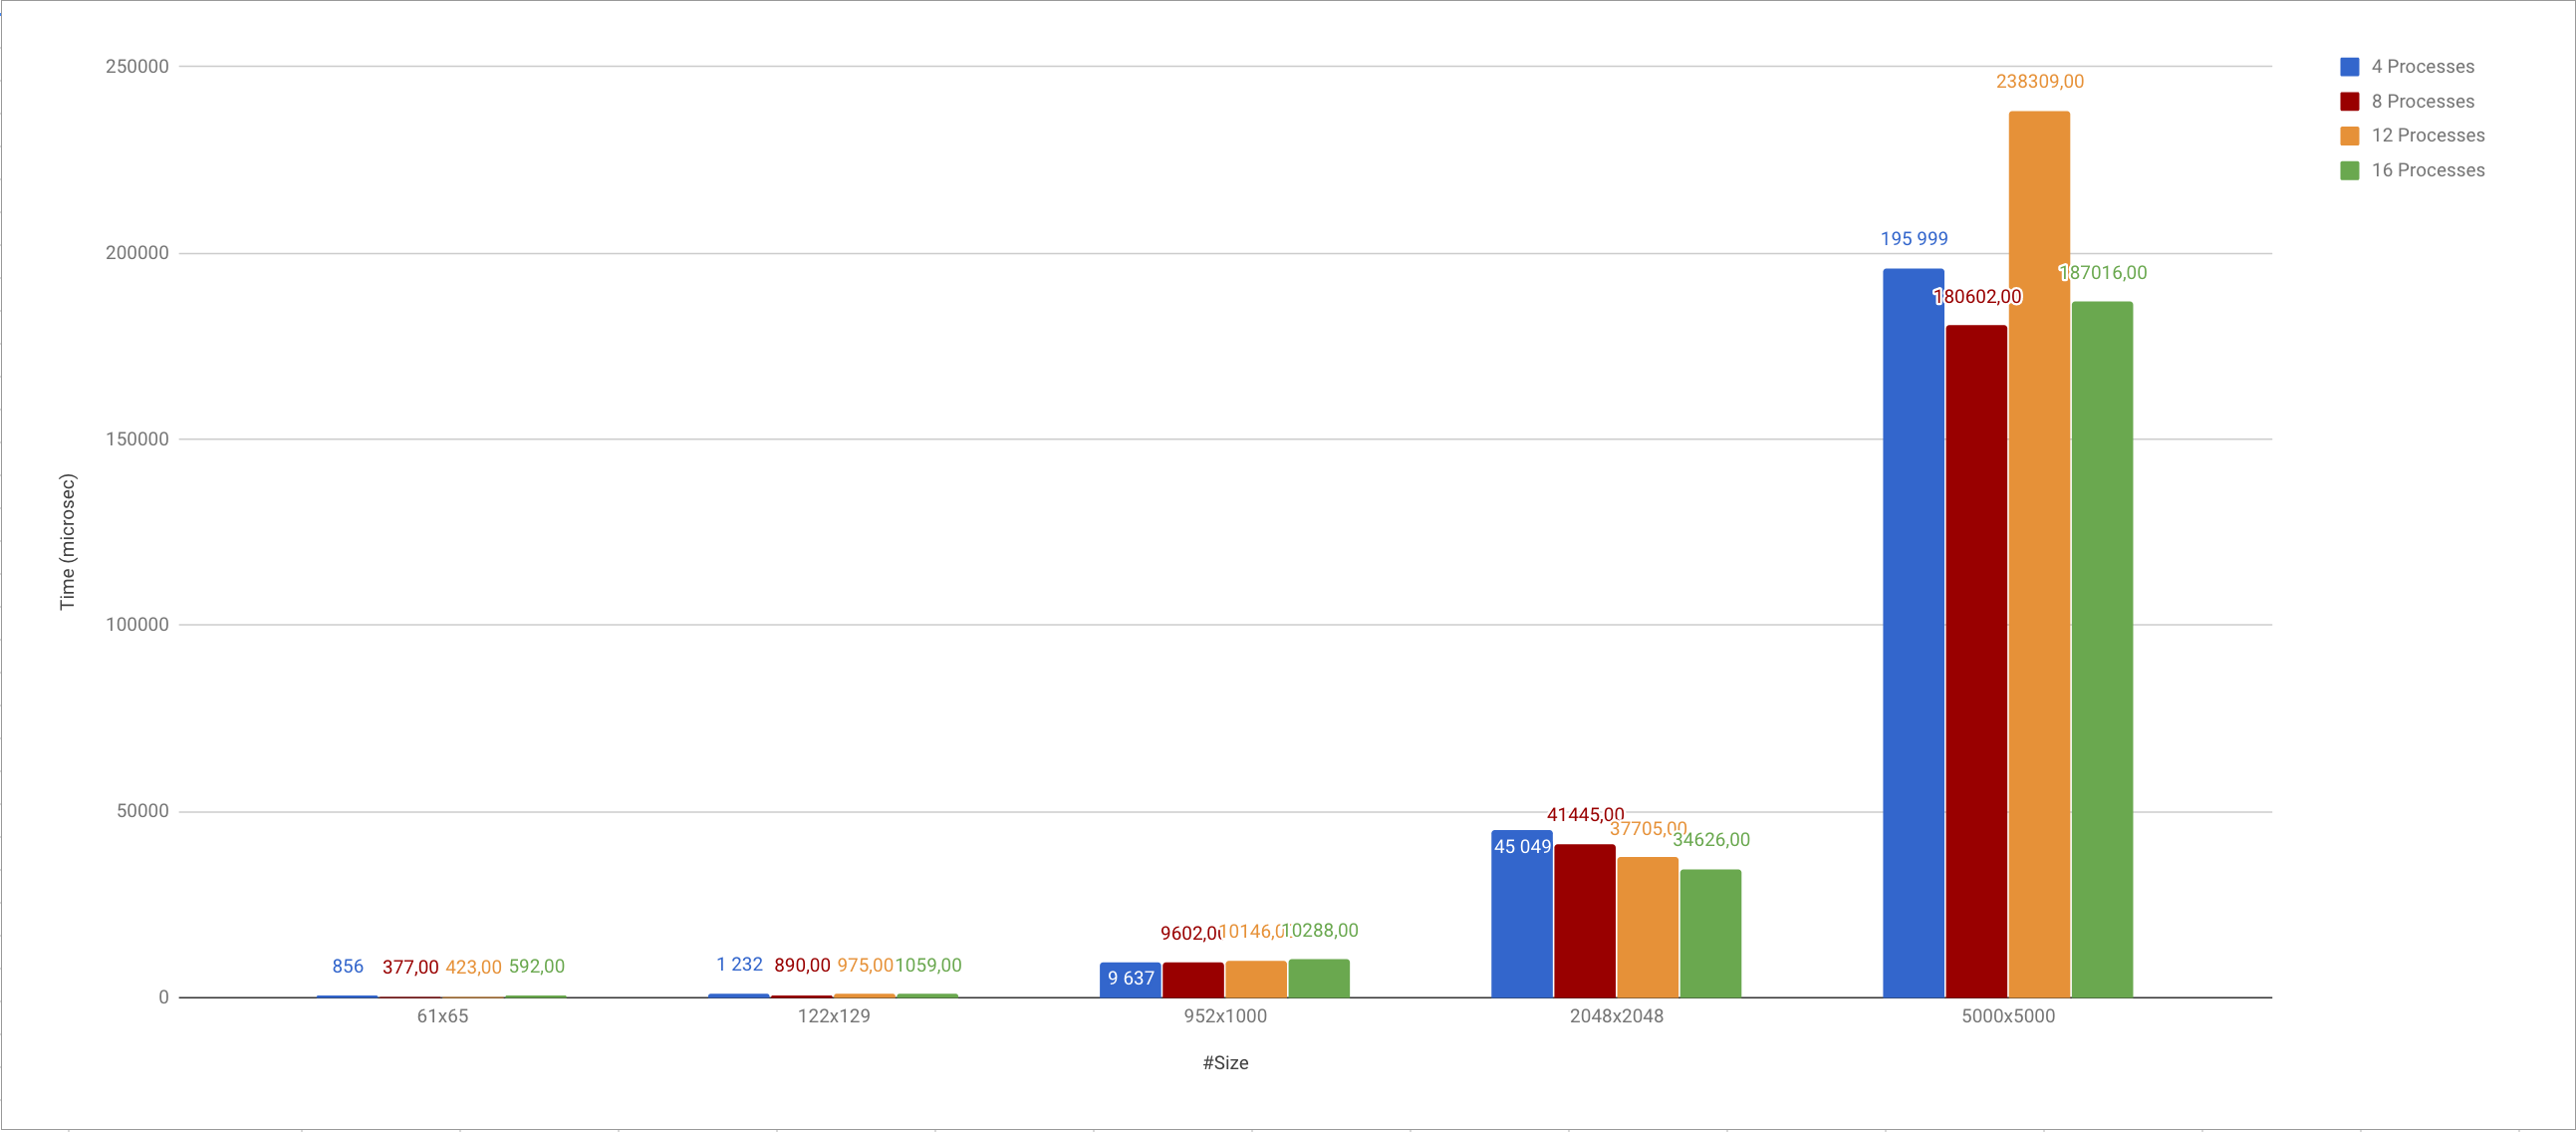 250000
200000
150000
100000
50000
0
Time (microsec)
4 Processes
8 Processes
12 Processes
16 Processes
856 377,00 423,00 592,00
1 232 890,00 975,00 1059,00
9 637 9602,00 10146,0 10288,00
45 049 41445,00 37705,00 34626,00
195 999 180602,00 238309,00 187016,00
61x65 122x129 952x1000 2048x2048 5000x5000
#Size